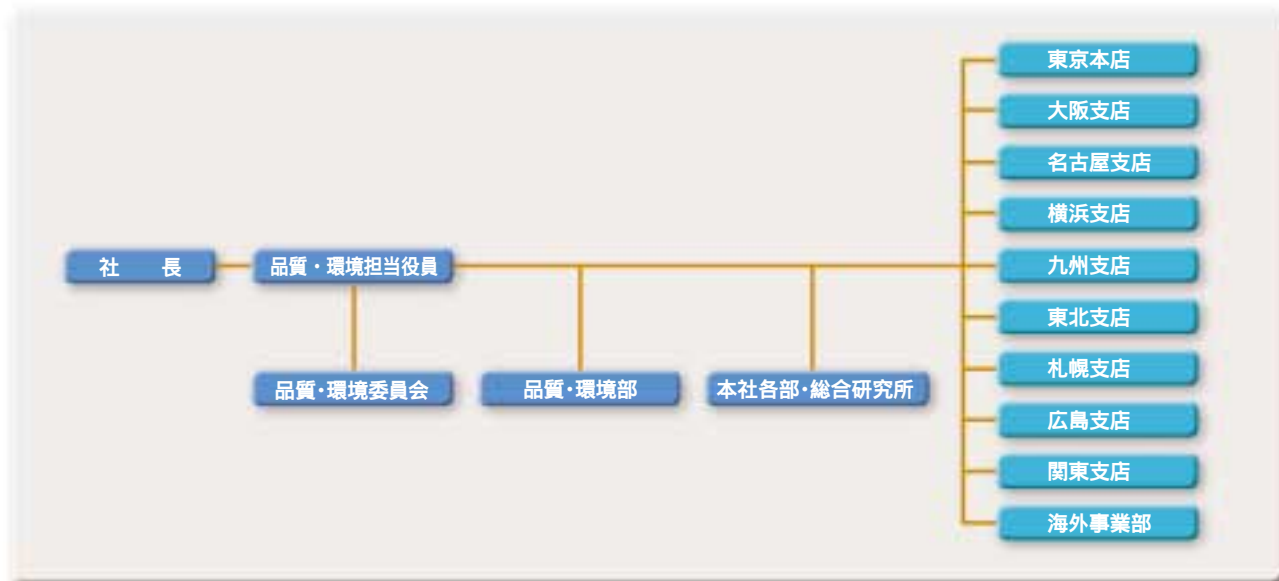 社　　長
品質・環境担当役員
品質・環境委員会
品質・環境部
本社各部・総合研究所
東京本店
大阪支店
名古屋支店
横浜支店
九州支店
東北支店
札幌支店
広島支店
関東支店
海外事業部